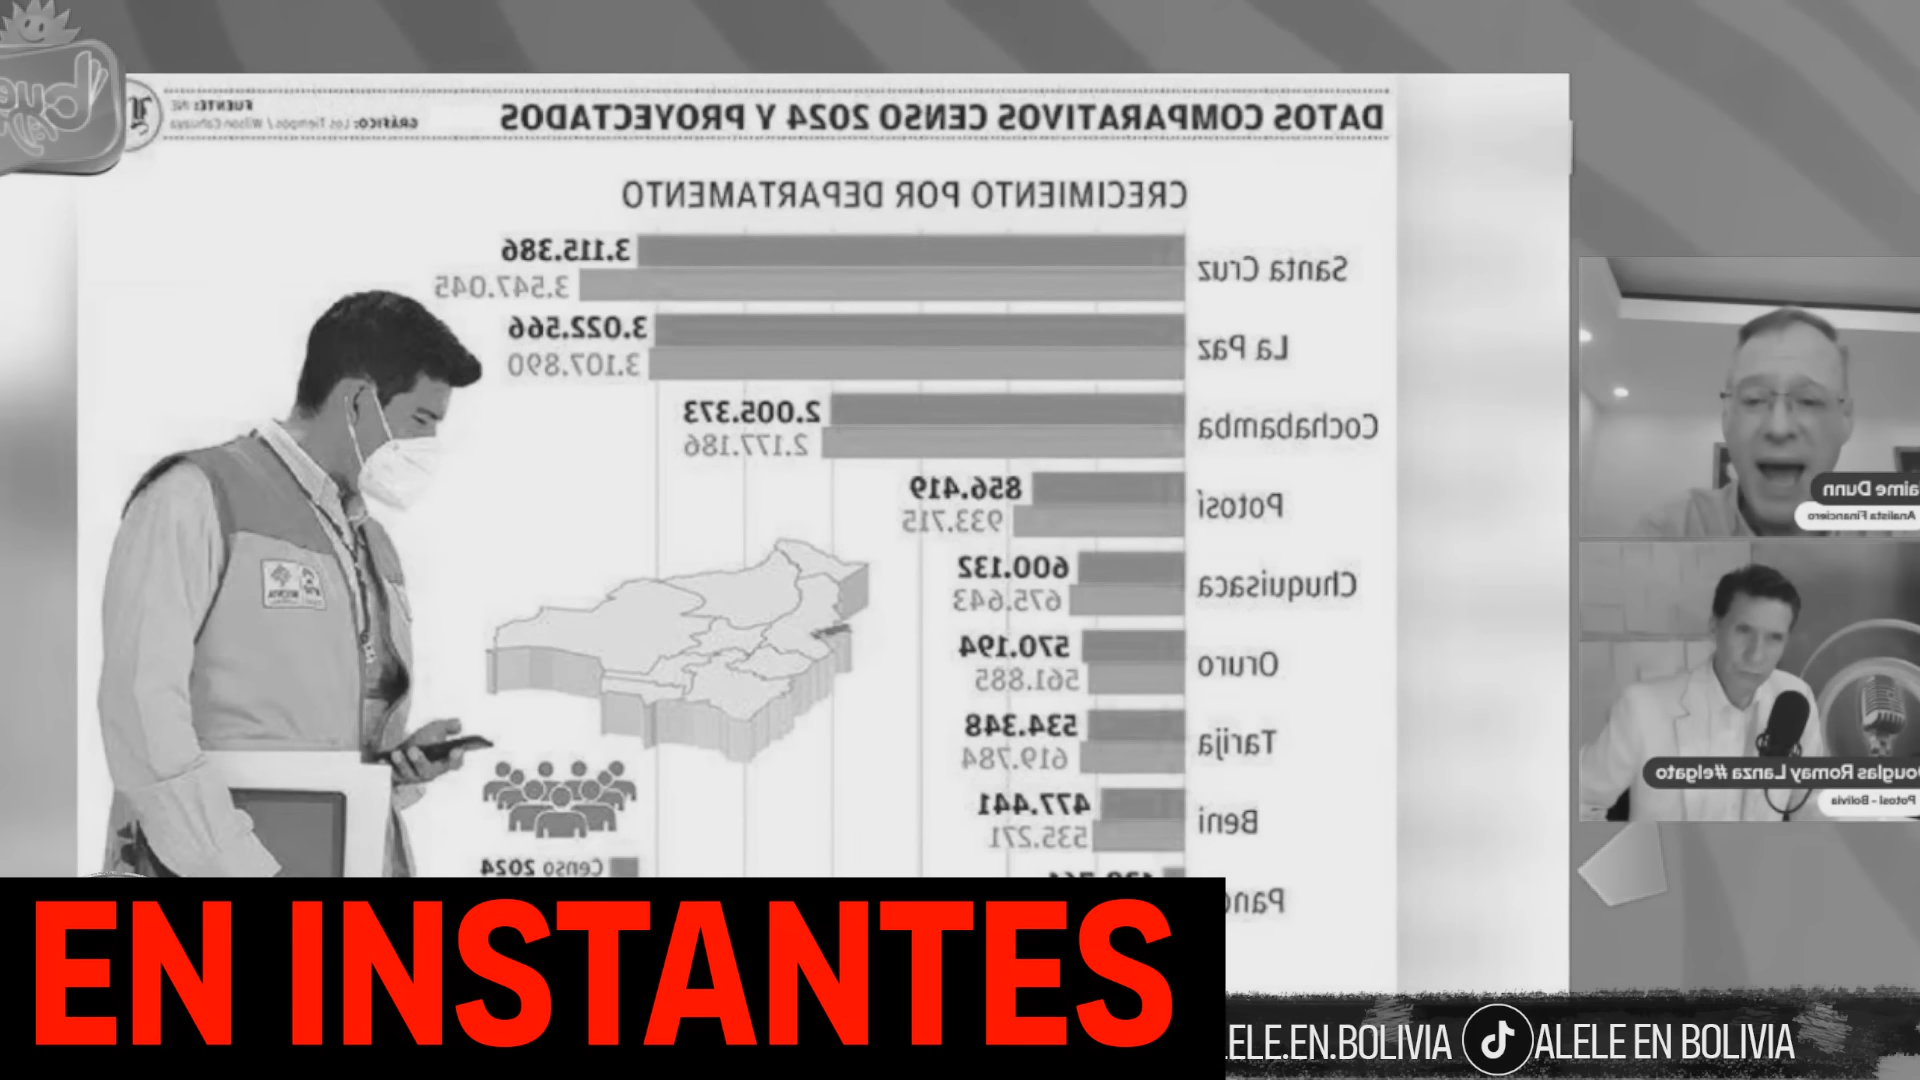 DATOS COMPARATIVOS CENSO 2024 Y PROYECTADOS
GRÁFICO: Los Tiempos / Wilson Cahuaya
FUENTE: INE
CRECIMIENTO POR DEPARTAMENTO
Santa Cruz
3.115.386
3.547.045
La Paz
3.022.566
3.107.890
Cochabamba
2.005.373
2.177.186
Potosí
856.419
933.715
Chuquisaca
600.132
675.643
Oruro
570.194
561.885
Tarija
534.348
619.784
Beni
477.441
535.271
Pand
Censo 2024
aime Dunn
Analista Financiero
ouglas Romay Lanza #elgato
Potosí - Bolivia
EN INSTANTES
LELE.EN.BOLIVIA
ALELE EN BOLIVIA